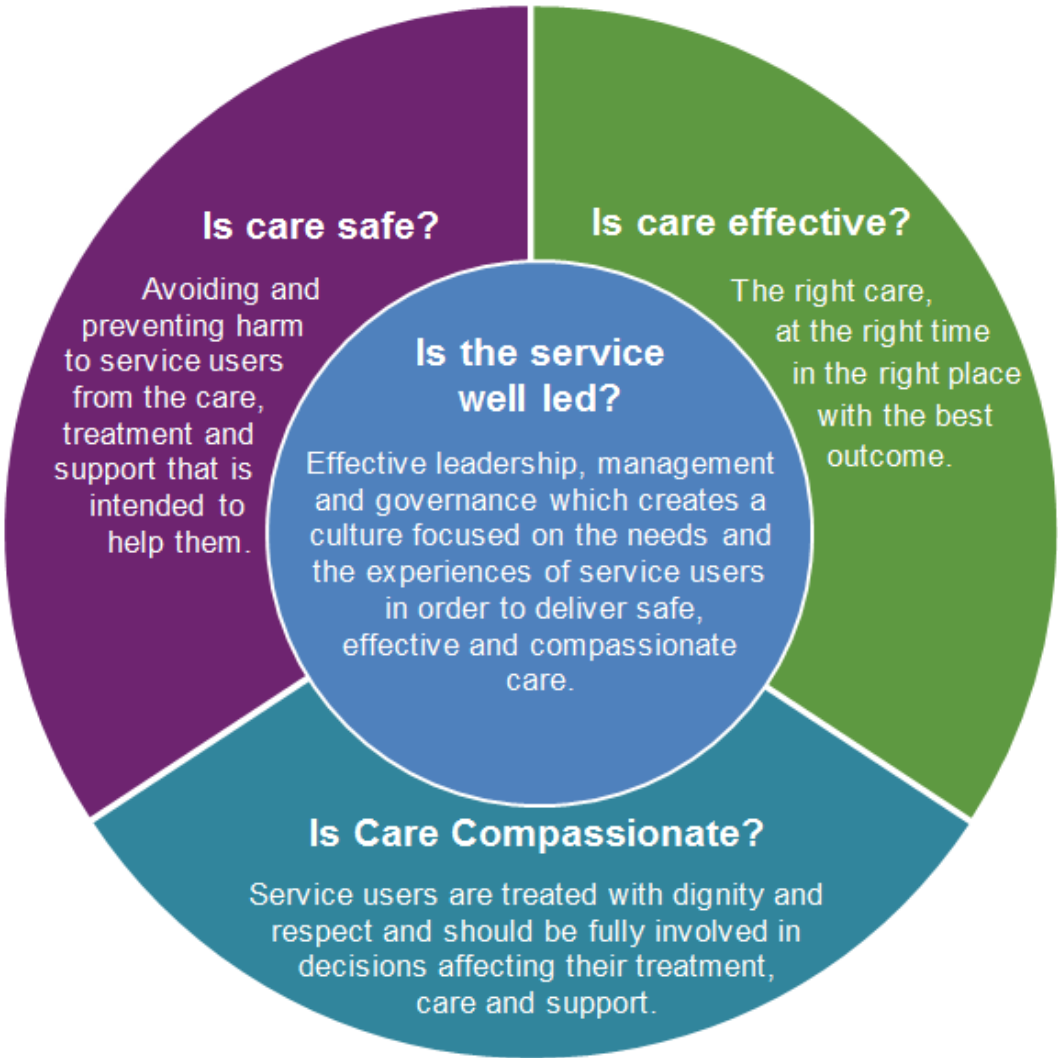 Is care safe?
Avoiding and
preventing harm
to service users
from the care,
treatment and
support that is
intended to
help them.
Is care effective?
The right care,
at the right time
in the right place
with the best
outcome.
Is the service
well led?
Effective leadership, management
and governance which creates a
culture focused on the needs and
the experiences of service users
in order to deliver safe,
effective and compassionate
care.
Is Care Compassionate?
Service users are treated with dignity and
respect and should be fully involved in
decisions affecting their treatment,
care and support.